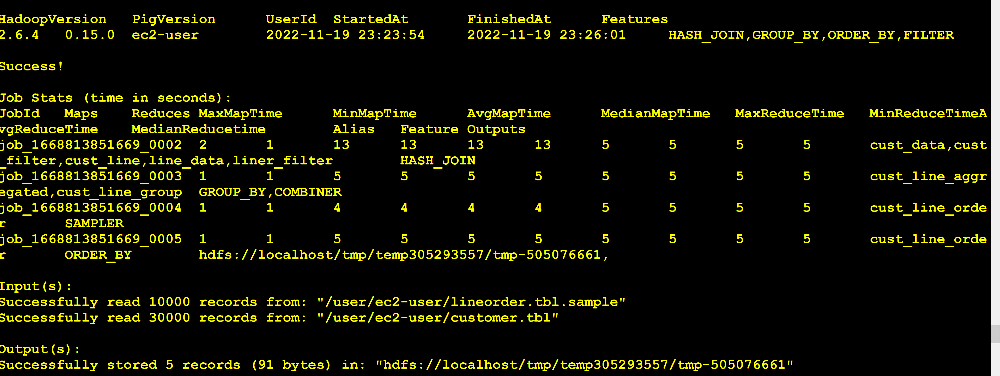 HadoopVersion PigVersion UserId StartedAt FinishedAt Features
2.6.4 0.15.0 ec2-user 2022-11-19 23:23:54 2022-11-19 23:26:01 HASH_JOIN,GROUP_BY,ORDER_BY,FILTER
Success!
Job Stats (time in seconds):
JobId Maps Reduces MaxMapTime MinMapTime AvgMapTime MedianMapTime MaxReduceTime MinReduceTimeA
vgReduceTime MedianReducetime Alias Feature Outputs
job_1668813851669_0002 2 1 13 13 13 13 5 5 5 5 cust_data,cust
_filter,cust_line,line_data,liner_filter HASH_JOIN
job_1668813851669_0003 1 1 5 5 5 5 5 5 5 5 cust_line_aggr
egated,cust_line_group GROUP_BY,COMBINER
job_1668813851669_0004 1 1 4 4 4 4 5 5 5 5 cust_line_orde
r SAMPLER
job_1668813851669_0005 1 1 5 5 5 5 5 5 5 5 cust_line_orde
r ORDER_BY hdfs://localhost/tmp/temp305293557/tmp-505076661,
Input(s):
Successfully read 10000 records from: "/user/ec2-user/lineorder.tbl.sample"
Successfully read 30000 records from: "/user/ec2-user/customer.tbl"
Output(s):
Successfully stored 5 records (91 bytes) in: "hdfs://localhost/tmp/temp305293557/tmp-505076661"